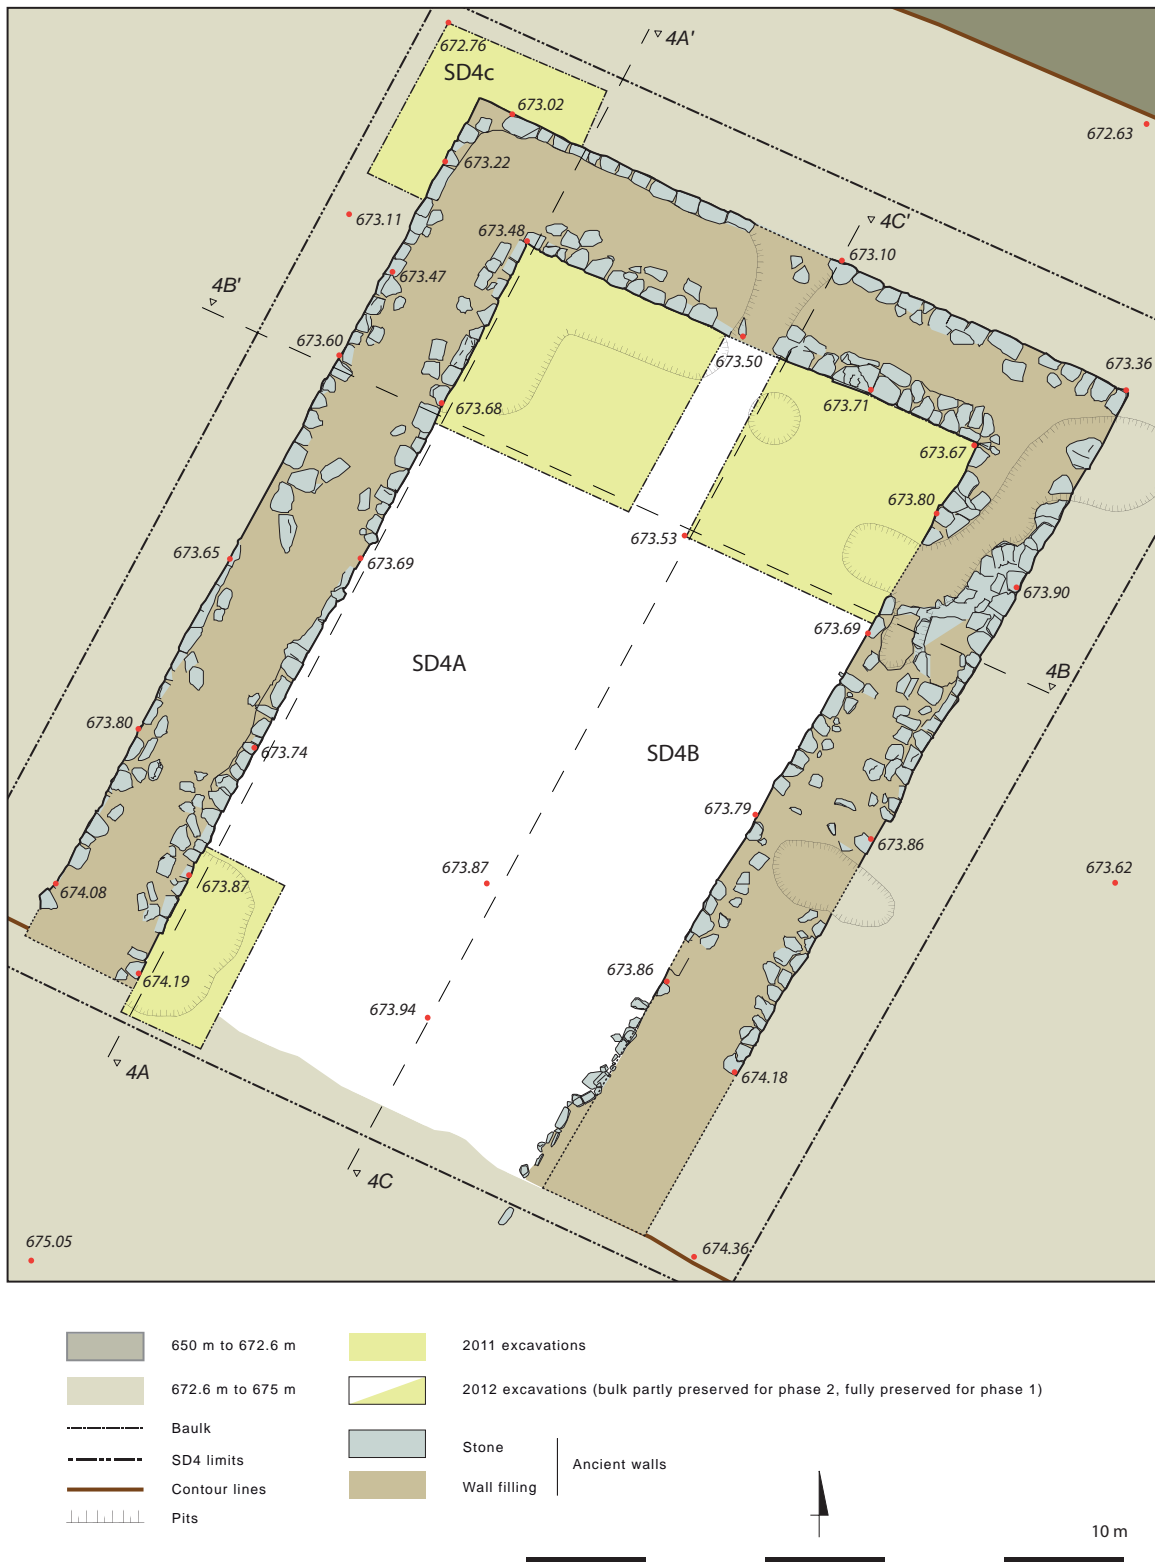 672.76
4A'
SD4c
673.02
672.63
673.22
673.11
4C'
673.48
673.10
673.47
4B'
673.60
673.50
673.36
673.68
673.71
673.67
673.80
673.53
673.65
673.69
673.90
673.69
SD4A
4B
673.80
673.74
SD4B
673.79
673.86
673.87
673.62
674.08
673.87
674.19
673.86
673.94
4A
674.18
4C
675.05
674.36
650 m to 672.6 m
2011 excavations
672.6 m to 675 m
2012 excavations (bulk partly preserved for phase 2, fully preserved for phase 1)
Baulk
Stone
SD4 limits
Ancient walls
Contour lines
Wall filling
Pits
10 m